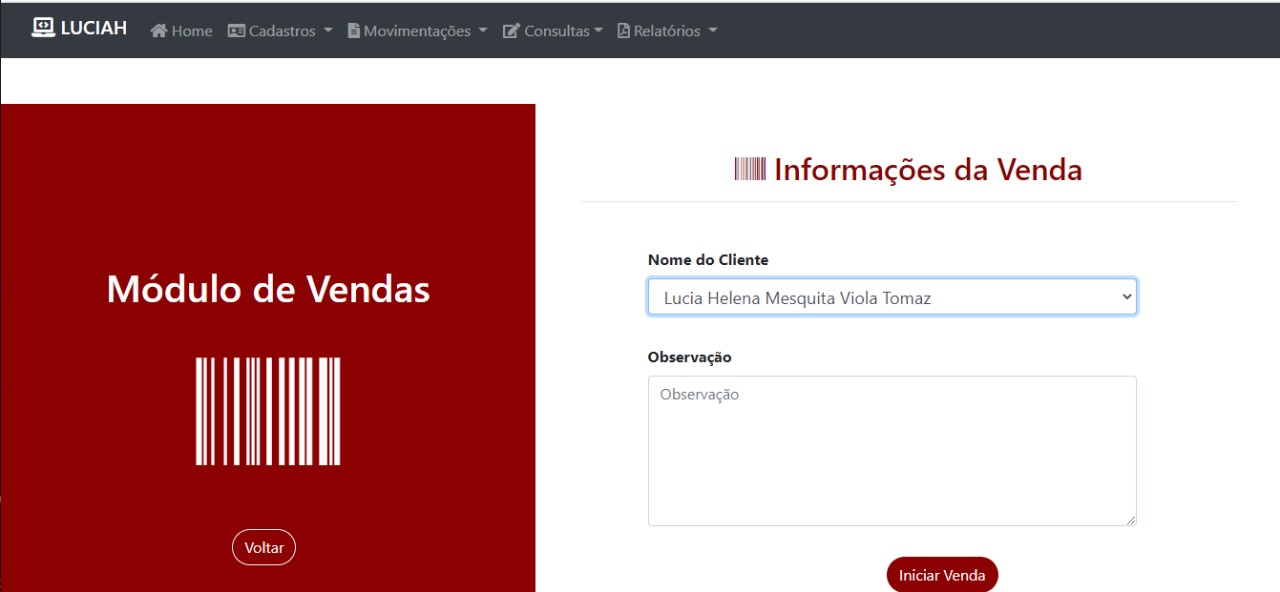 LUCIAH Home Cadastros Movimentações Consultas Relatórios
Módulo de Vendas
Voltar
Informações da Venda
Nome do Cliente
Lucia Helena Mesquita Viola Tomaz
Observação
Observação
Iniciar Venda